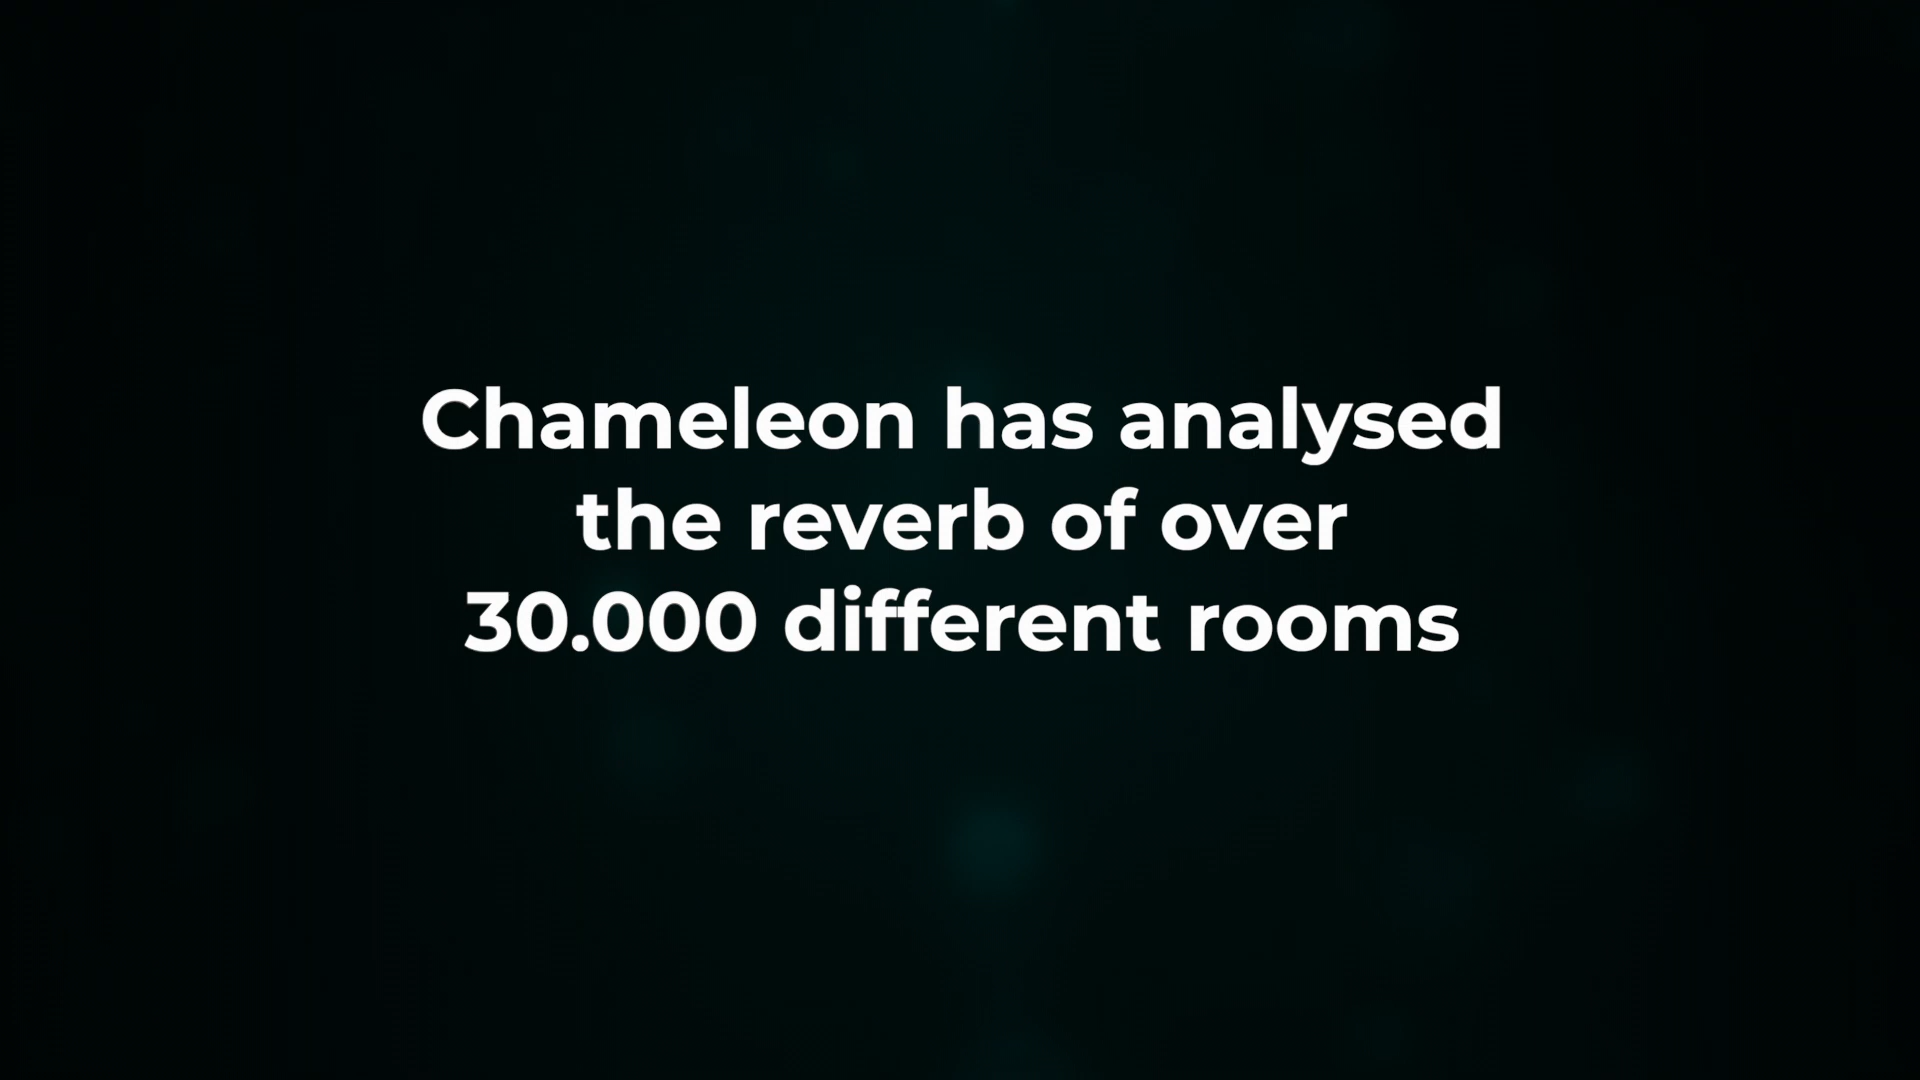 Chameleon has analysed
the reverb of over
30.000 different rooms